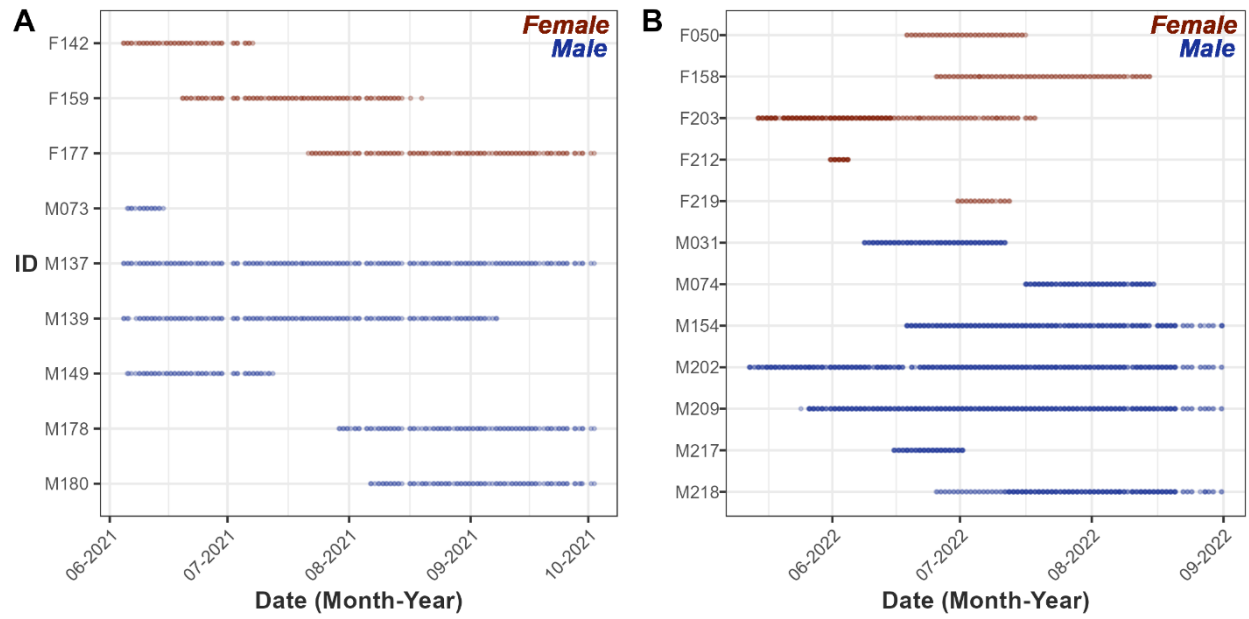 A
Female
Male
F142
F159
F177
M073
ID M137
M139
M149
M178
M180
06-2021
07-2021
08-2021
09-2021
10-2021
Date (Month-Year)
B
Female
Male
F050
F158
F203
F212
F219
M031
M074
M154
M202
M209
M217
M218
06-2022
07-2022
08-2022
09-2022
Date (Month-Year)